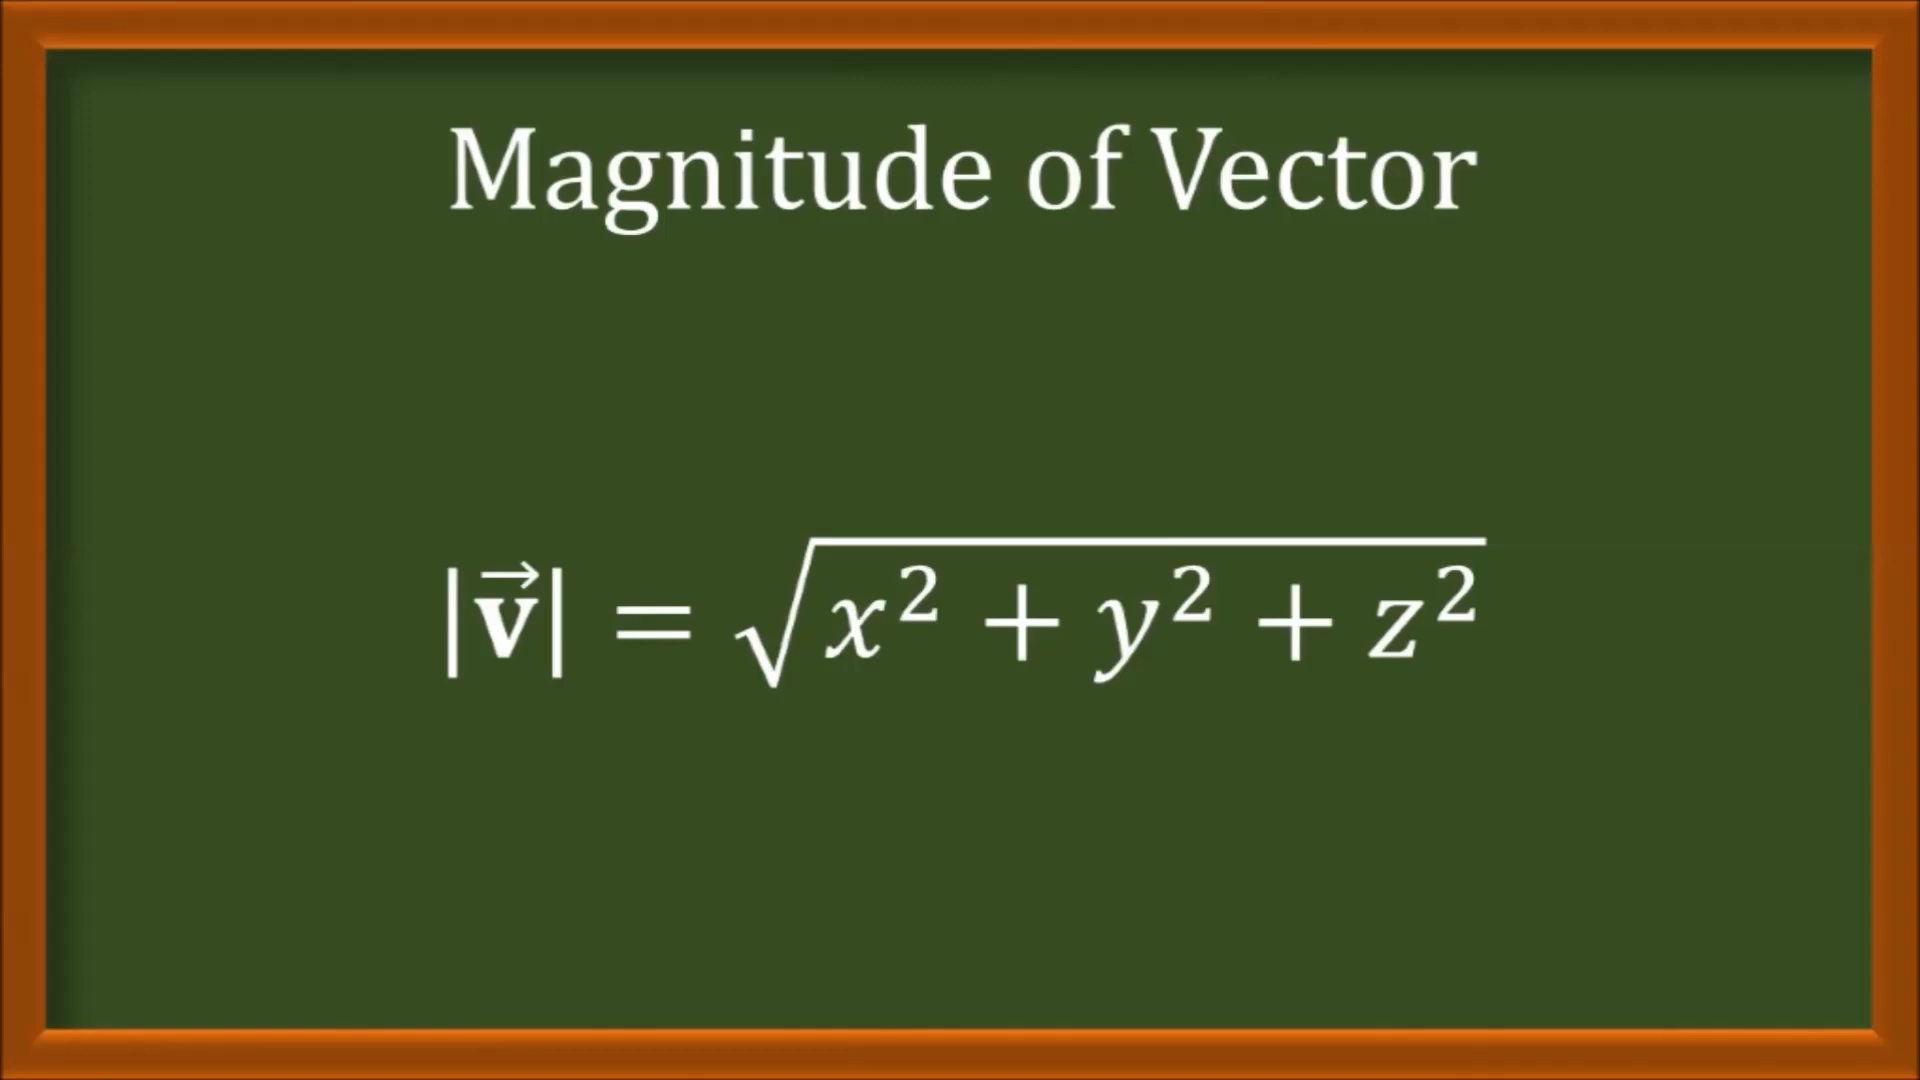 Magnitude of Vector
|v⃗| = √(x² + y² + z²)